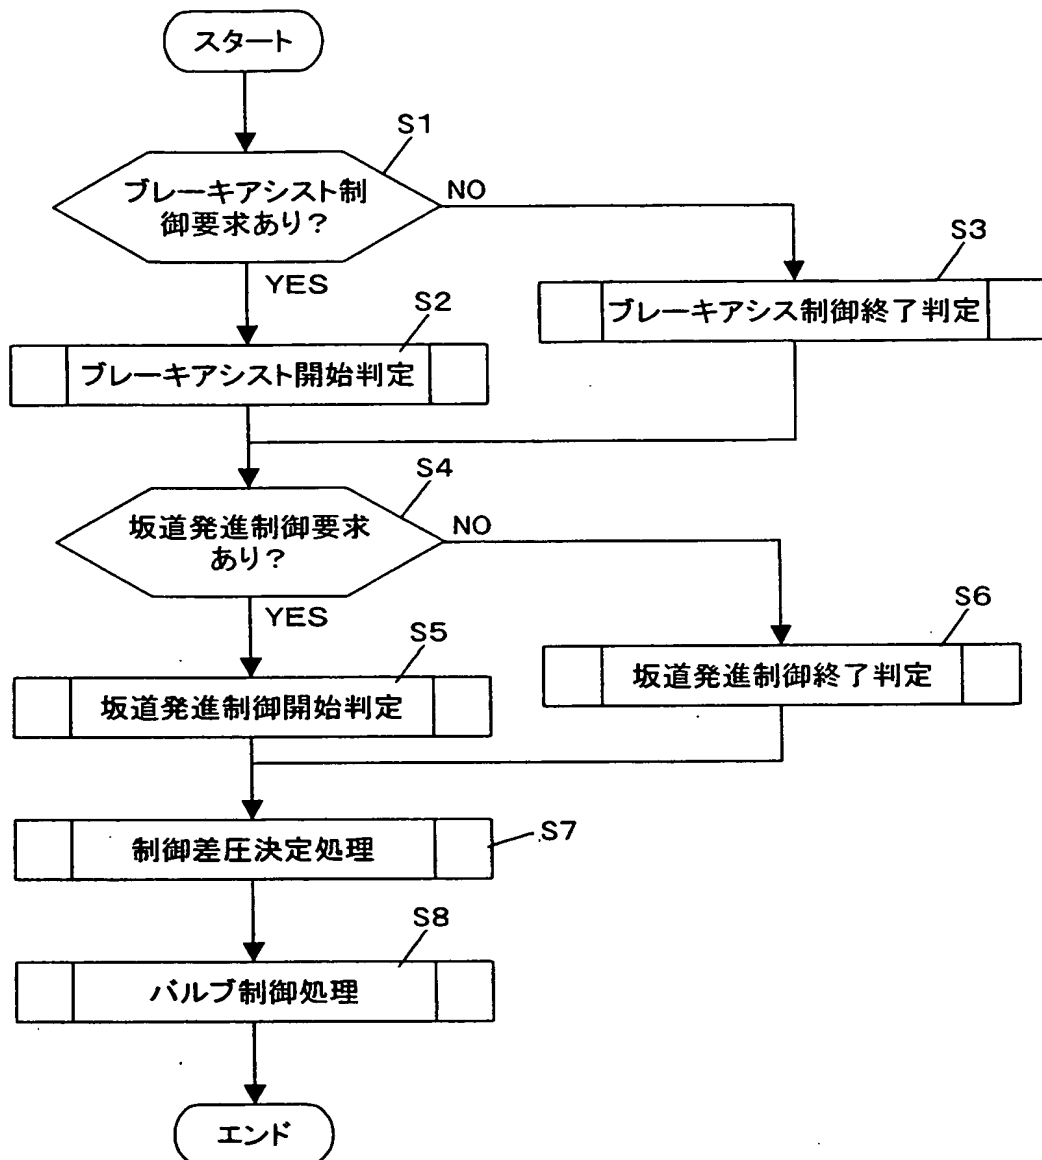 スタート
S1
ブレーキアシスト制
御要求あり？
NO
YES
S3
ブレーキアシス制御終了判定
S2
ブレーキアシスト開始判定
S4
坂道発進制御要求
あり？
NO
YES
S6
坂道発進制御終了判定
S5
坂道発進制御開始判定
制御差圧決定処理
S7
S8
バルブ制御処理
エンド